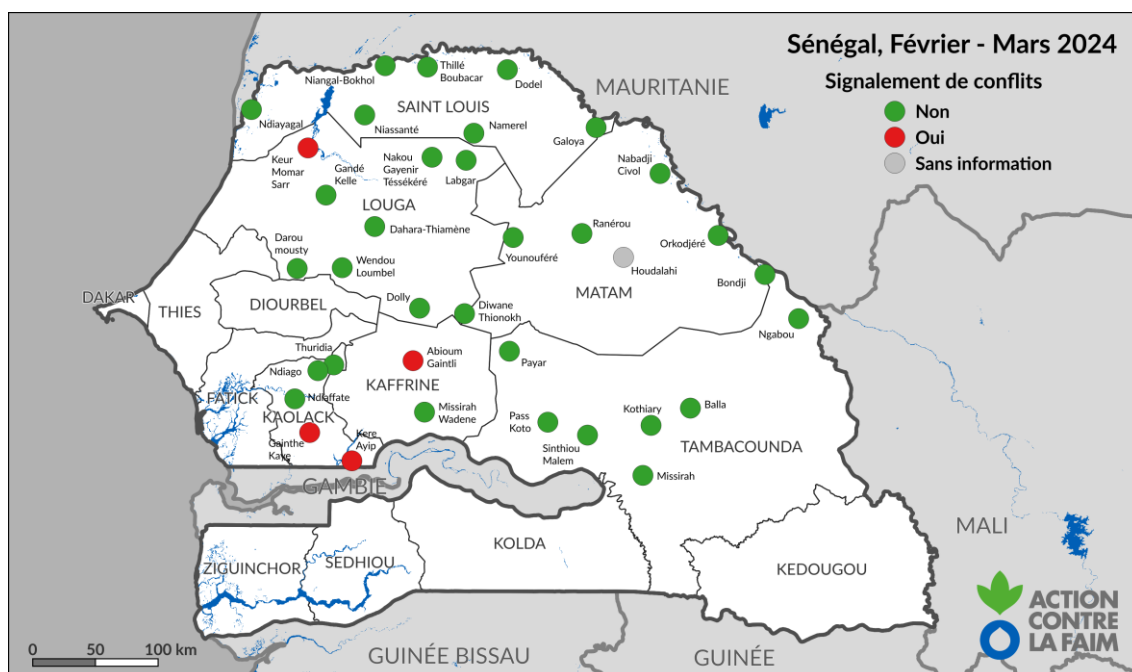 Sénégal, Février - Mars 2024
Signalement de conflits
Non
Oui
Sans information
MAURITANIE
Niangal-Bokhol
Thillé
Boubacar
Dodel
SAINT LOUIS
Ndiayagal
Niassanté
Namerel
Galoya
Keur
Momar
Sarr
Gandé
Kelle
Nakou
Gayenir
Téssékéré
Labgar
Nabadji
Civol
LOUGA
Dahara-Thiamène
Ranérou
Younouféré
Orkodjéré
Houdalahi
Darou
mousty
Wendou
Loumbel
Bondji
MATAM
DAKAR
THIES
DIOURBEL
Dolly
Diwane
Thionokh
Ngabou
Thuridia
Ndiago
Abioum
Gaintli
Payar
KAFFRINE
FATICK
Ndiaffate
KAOLACK
Missirah
Wadene
Pass
Koto
Kothiary
Balla
Sinthiou
Malem
TAMBACOUNDA
Gainthe
Kaye
Kere
Ayip
Missirah
GAMBIE
MALI
KOLDA
ZIGUINCHOR
SEDHIOU
KEDOUGOU
ACTION
CONTRE
LA FAIM
0 50 100 km
GUINÉE BISSAU
GUINÉE